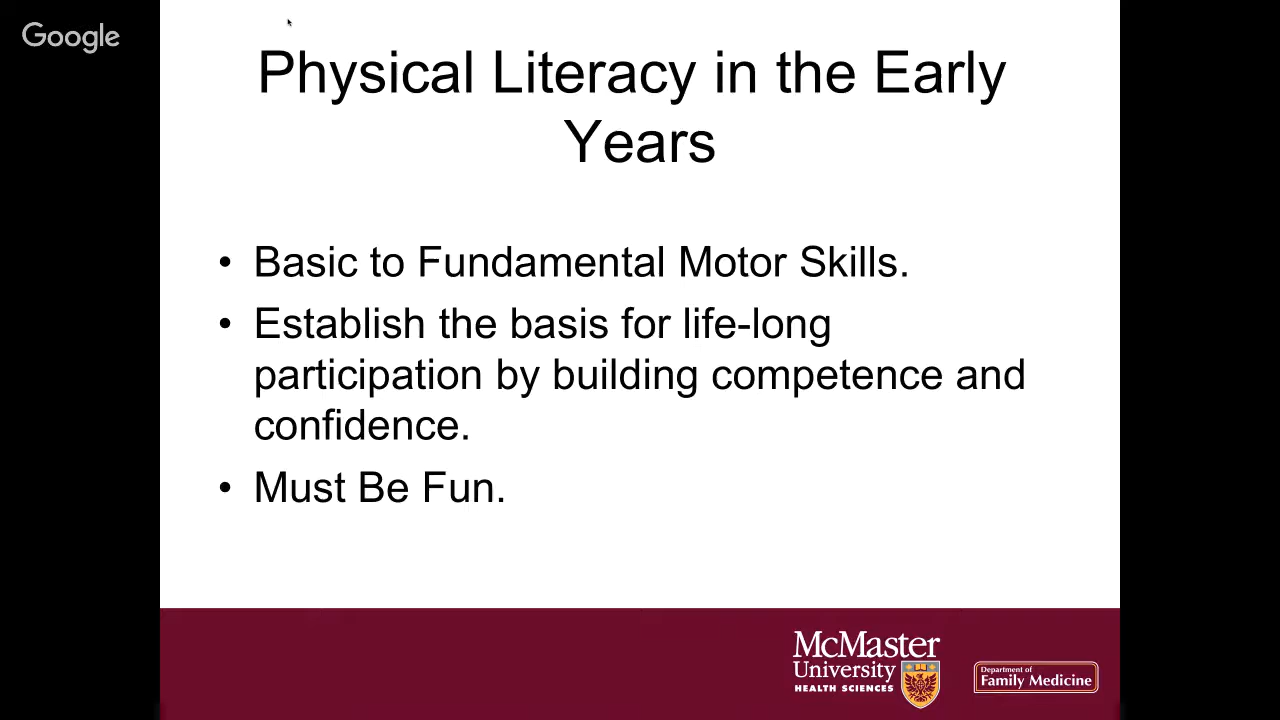 Google
Physical Literacy in the Early
Years
• Basic to Fundamental Motor Skills.
• Establish the basis for life-long
participation by building competence and
confidence.
• Must Be Fun.
McMaster
University
HEALTH SCIENCES
Department of
Family Medicine